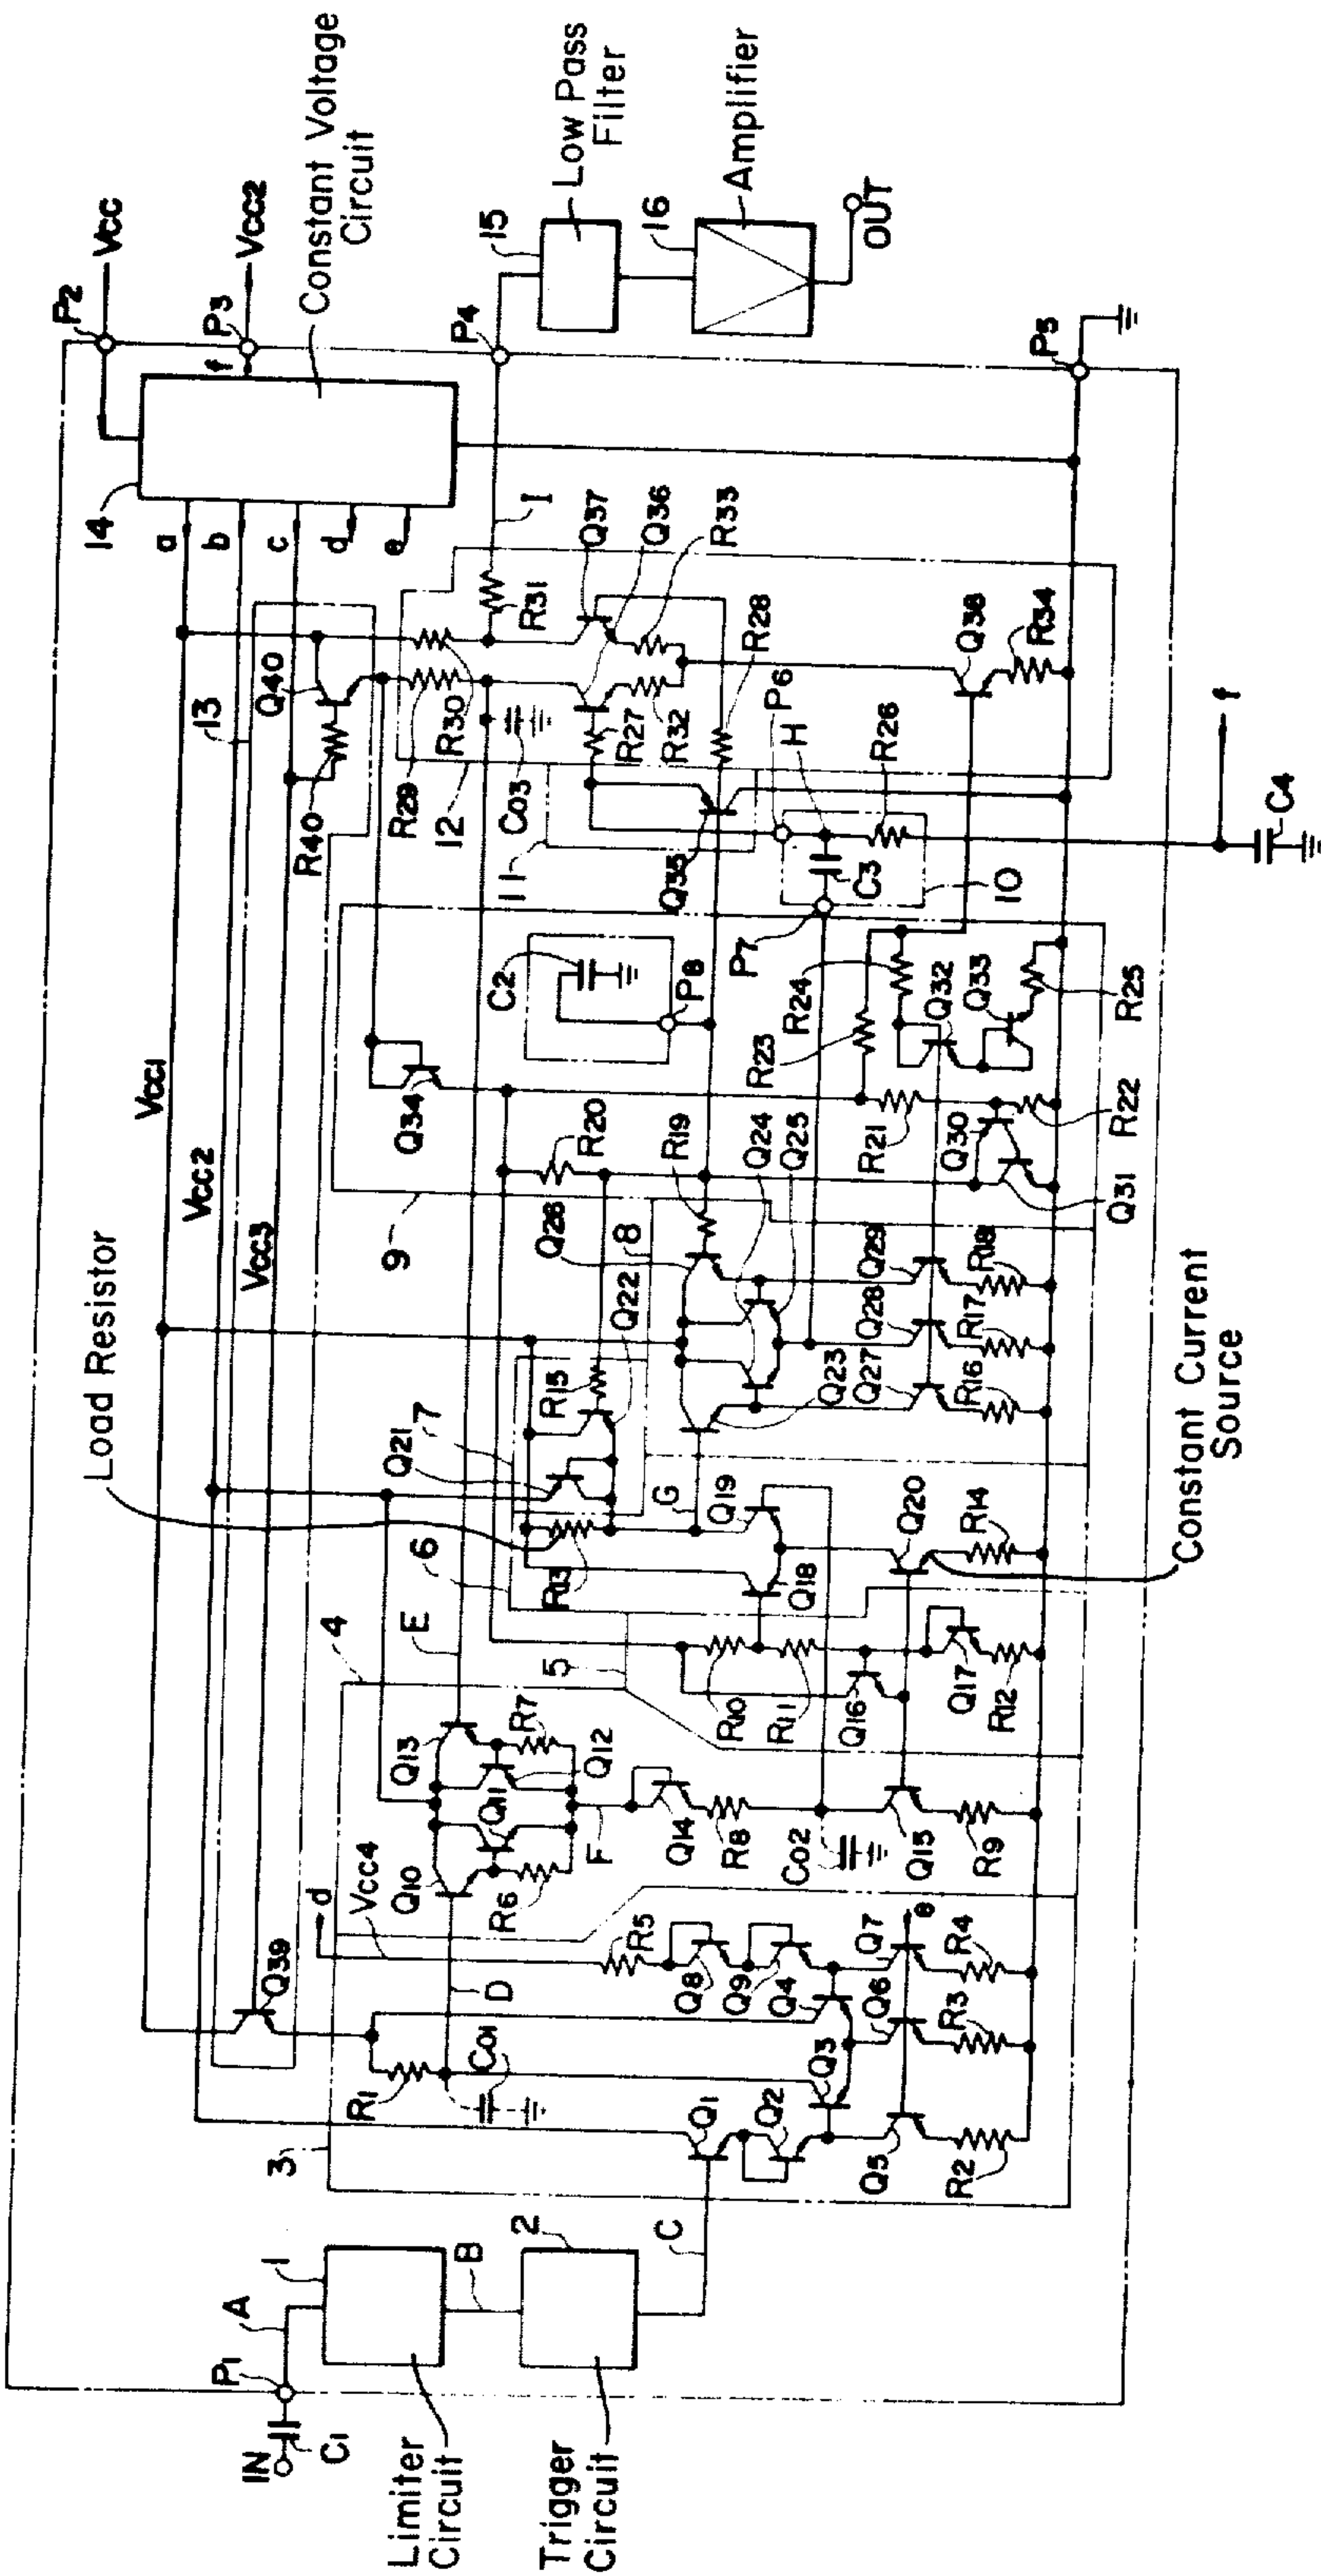 IN
C1
P1
A
1
Limiter
Circuit
B
2
Trigger
Circuit
C
3
R1
C01
D
Q39
Vcc4
d
Q1
Q2
Q3
Q4
Q5
Q6
Q7
Q8
Q9
R2
R3
R4
R5
e
4
E
Q10
Q11
Q12
Q13
R6
R7
F
Q14
R8
C02
Q15
R9
5
R10
R11
Q16
Q17
R12
6
Load Resistor
R13
Q18
Q19
Q20
R14
Constant Current
Source
G
7
Q21
Q22
R15
8
Q23
Q24
Q25
Q26
R19
Q27
Q28
Q29
R16
R17
R18
9
Vcc1
Vcc2
Vcc3
R20
Q34
R21
R22
Q30
Q31
R23
R24
Q32
Q33
R25
C2
P8
P7
10
C3
H
P6
R26
f
C4
11
Q35
12
C03
R27
R28
R29
R30
R31
R32
R33
Q36
Q37
Q38
R34
13
Q40
R40
14
a
b
c
d
e
f
I
P2
Vcc
P3
Vcc2
Constant Voltage
Circuit
P4
15
Low Pass
Filter
16
Amplifier
OUT
P5